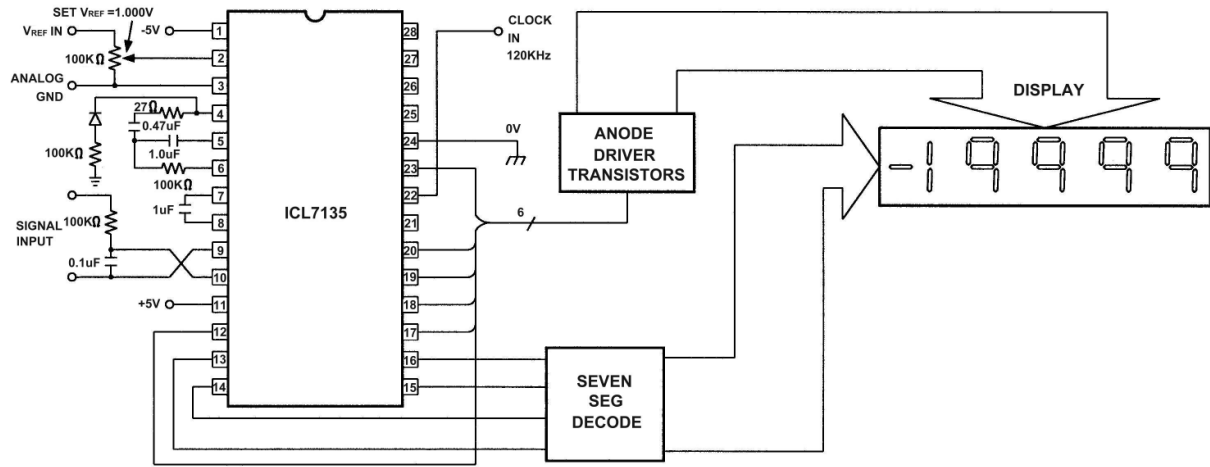 SET VREF =1.000V
VREF IN
-5V
100KΩ
ANALOG
GND
27Ω
0.47uF
1.0uF
100KΩ
100KΩ
1uF
SIGNAL
INPUT
100KΩ
0.1uF
+5V
1
2
3
4
5
6
7
8
9
10
11
12
13
14
ICL7135
28
27
26
25
24
23
22
21
20
19
18
17
16
15
CLOCK
IN
120KHz
0V
6
ANODE
DRIVER
TRANSISTORS
SEVEN
SEG
DECODE
DISPLAY
-19999